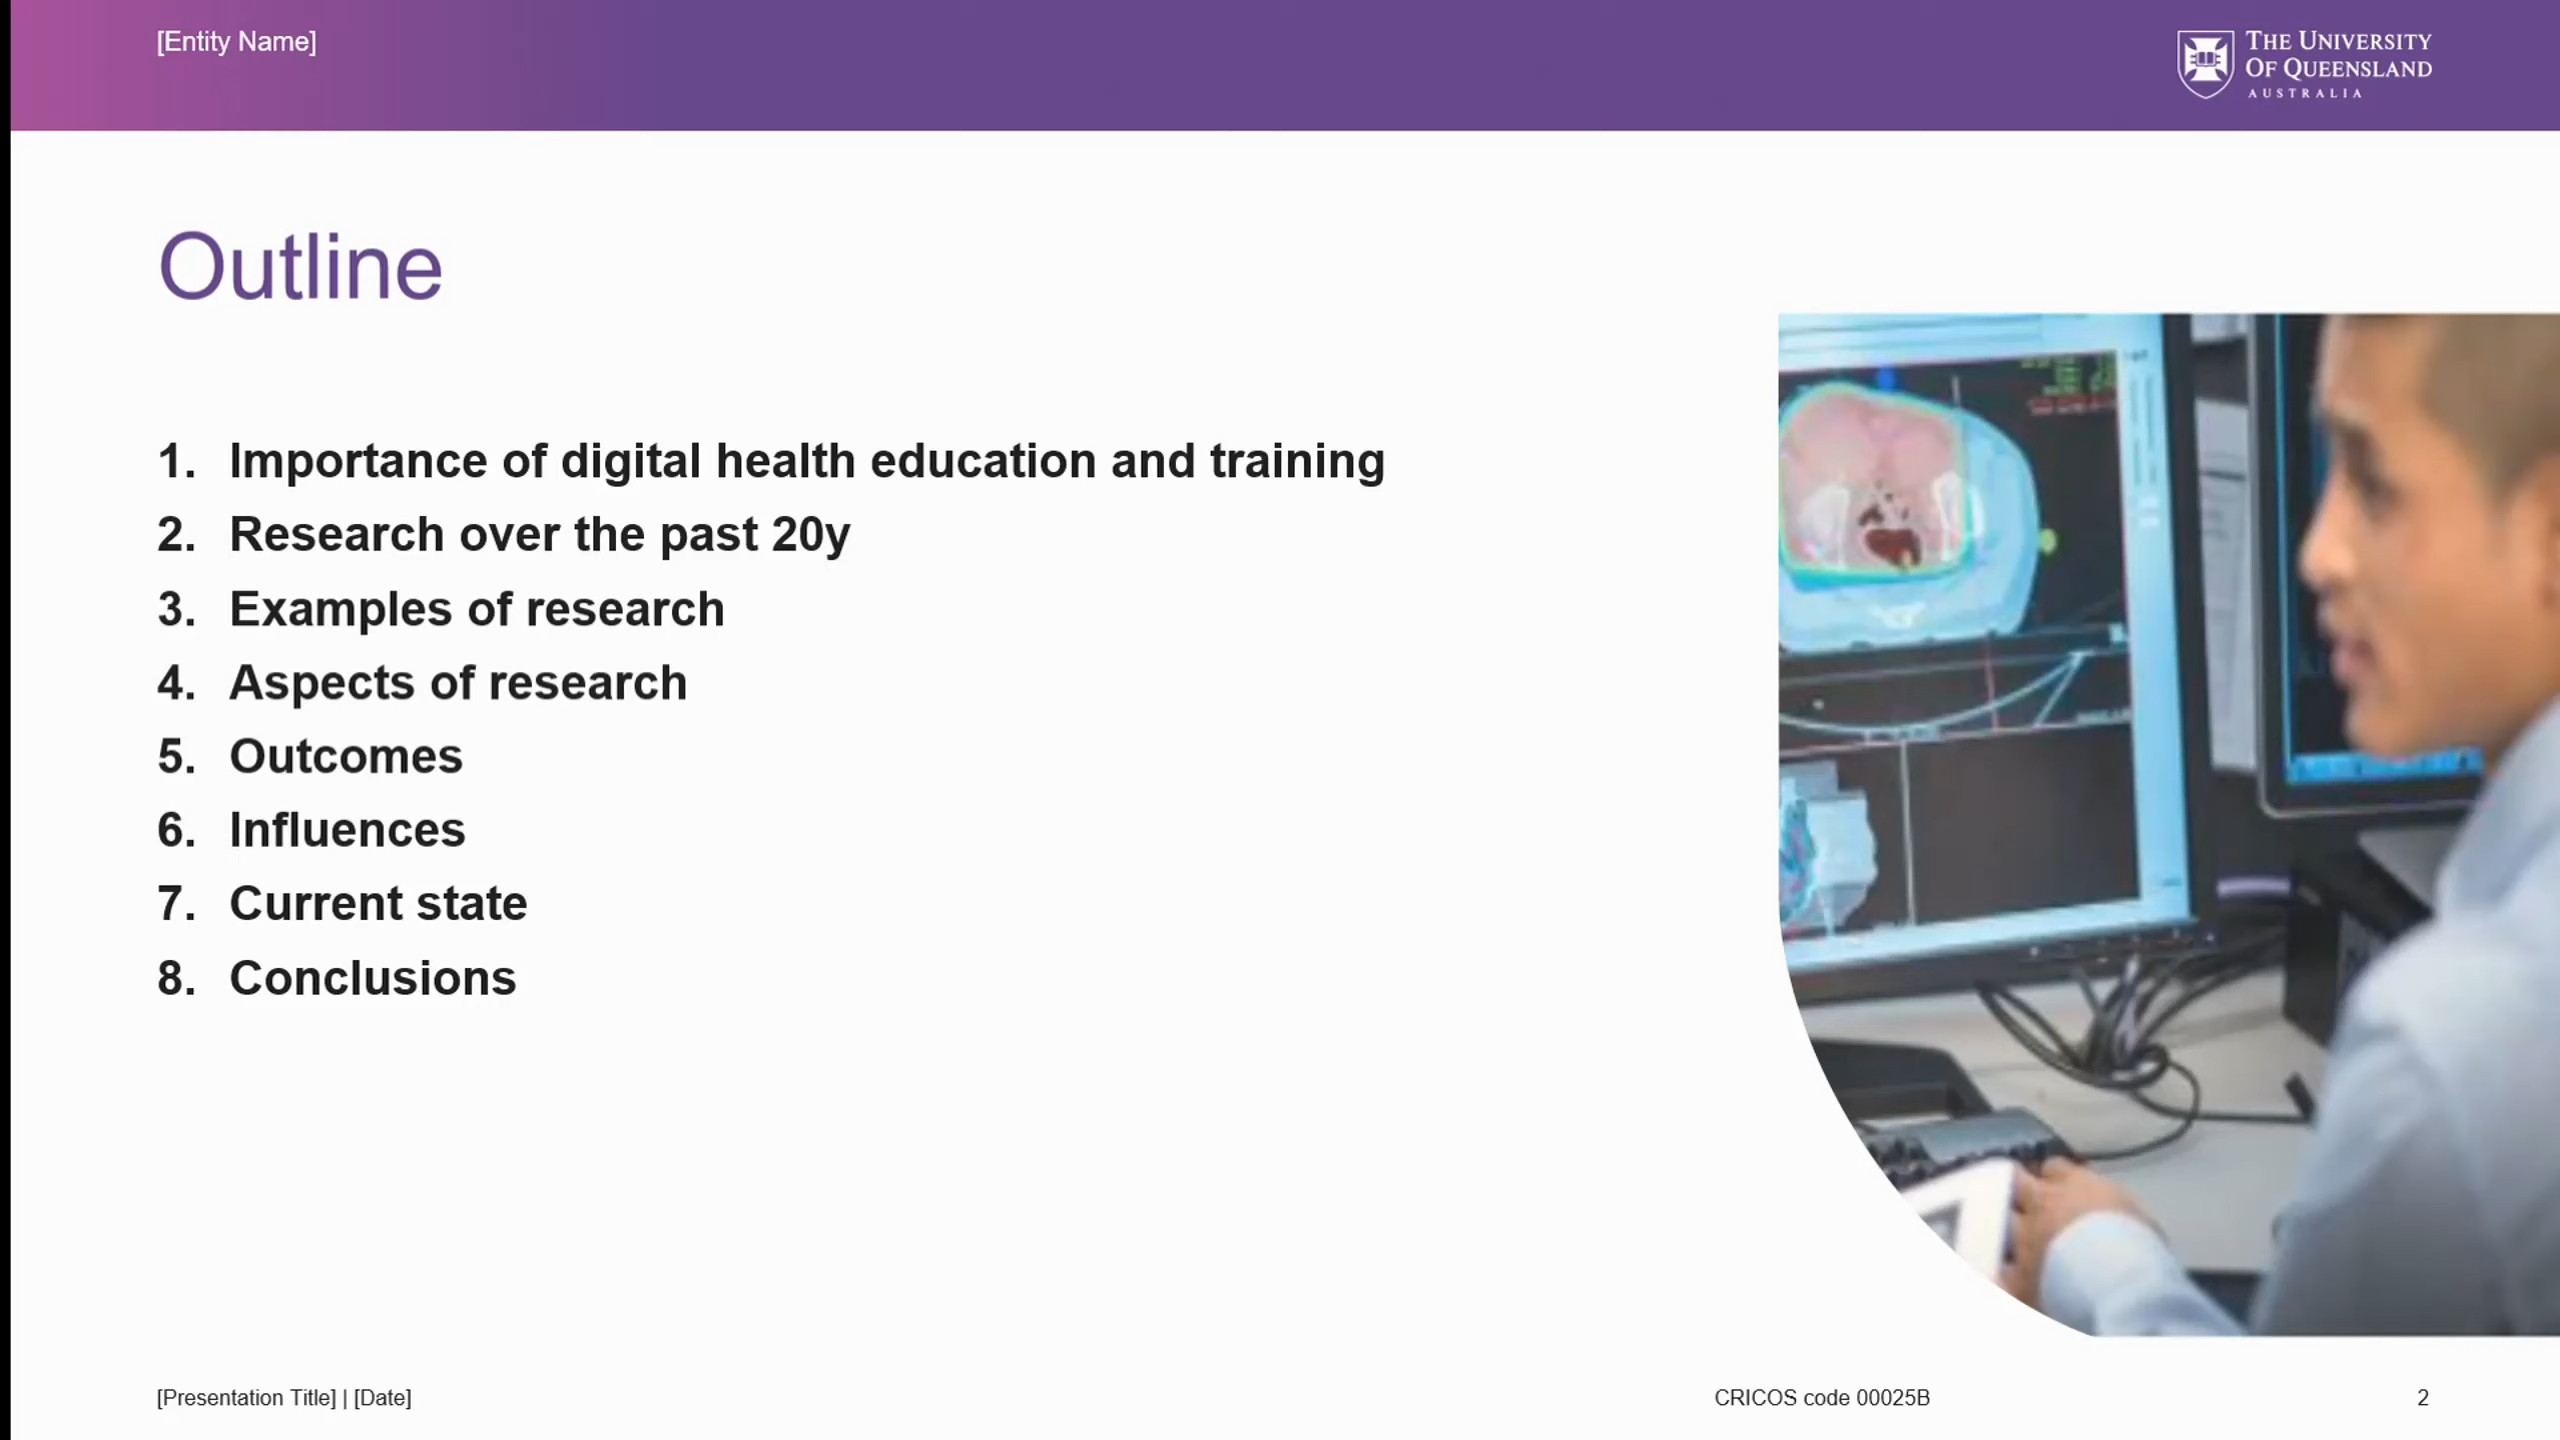 [Entity Name]
THE UNIVERSITY
OF QUEENSLAND
AUSTRALIA
Outline
1. Importance of digital health education and training
2. Research over the past 20y
3. Examples of research
4. Aspects of research
5. Outcomes
6. Influences
7. Current state
8. Conclusions
[Presentation Title] | [Date]
CRICOS code 00025B
2